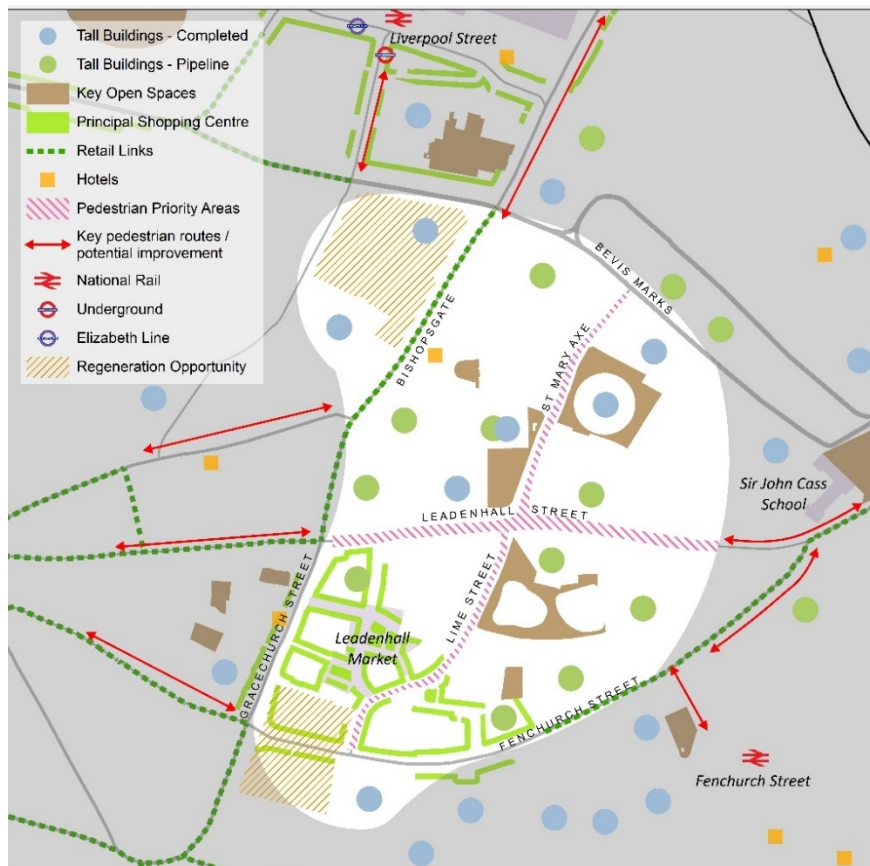 Liverpool Street
Tall Buildings - Completed
Tall Buildings - Pipeline
Key Open Spaces
Principal Shopping Centre
Retail Links
Hotels
Pedestrian Priority Areas
Key pedestrian routes /
potential improvement
National Rail
Underground
Elizabeth Line
Regeneration Opportunity
BEVIS MARKS
BISHOPSGATE
ST MARY AXE
Sir John Cass
School
LEADENHALL STREET
LIME STREET
GRACECHURCH STREET
Leadenhall
Market
FENCHURCH STREET
Fenchurch Street